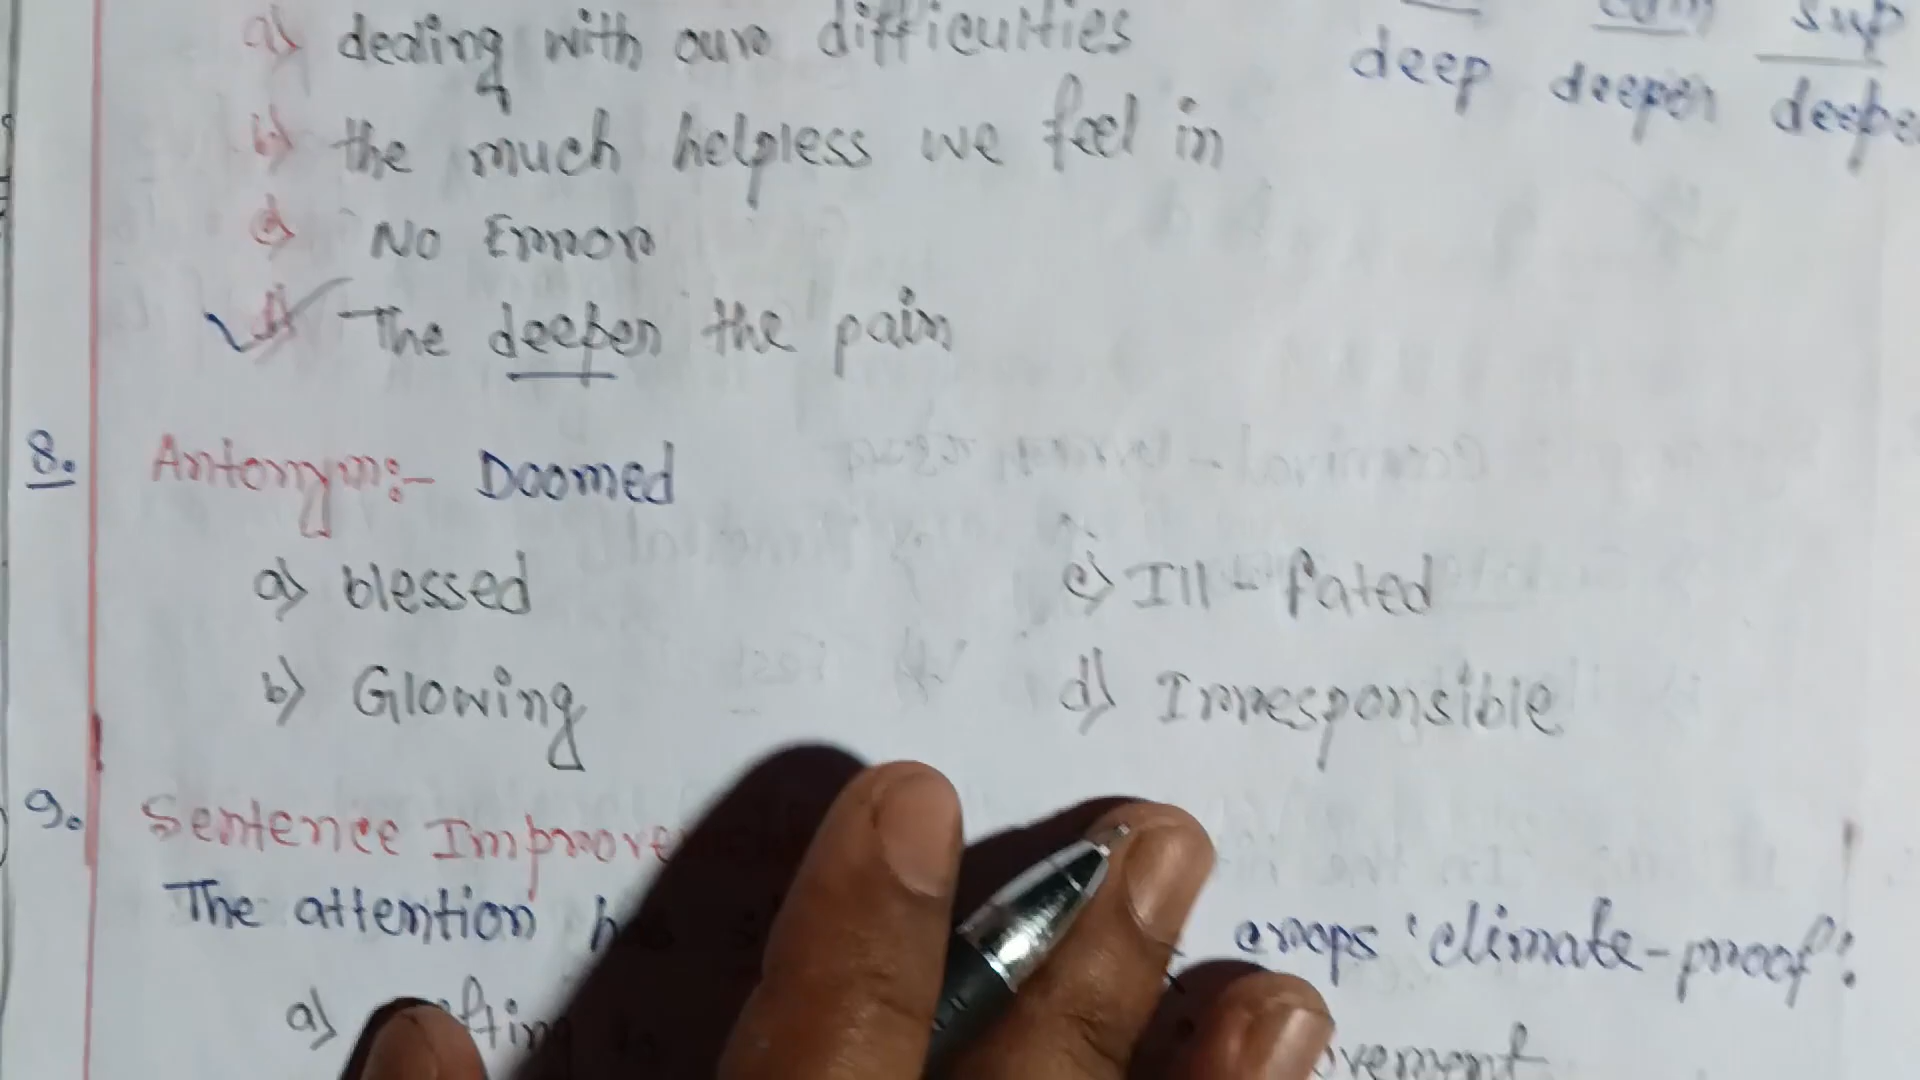 sup
deep deeper
a) dealing with our difficulties
b) the much helpless we feel in
c) No Error
d) The deeper the pain
8. Antonym:- Doomed
a) blessed
c) Ill-fated
b) Glowing
d) Irresponsible
9. Sentence
The attention crops 'climate-proof'.
a)